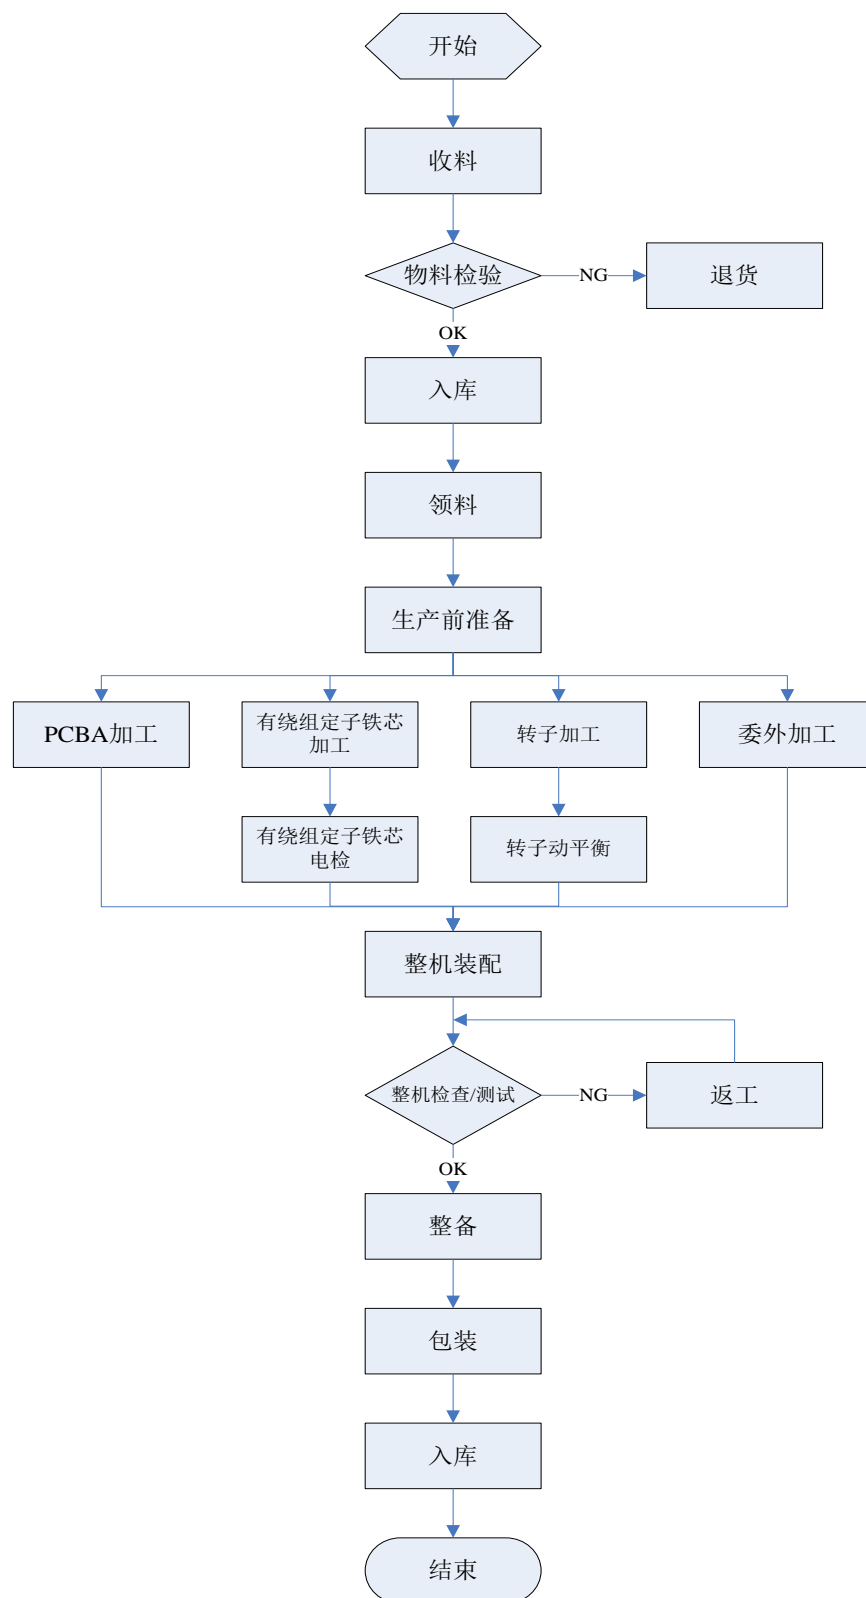 开始
收料
物料检验
NG
退货
OK
入库
领料
生产前准备
PCBA加工
有绕组定子铁芯
加工
转子加工
委外加工
有绕组定子铁芯
电检
转子动平衡
整机装配
整机检查/测试
NG
返工
OK
整备
包装
入库
结束